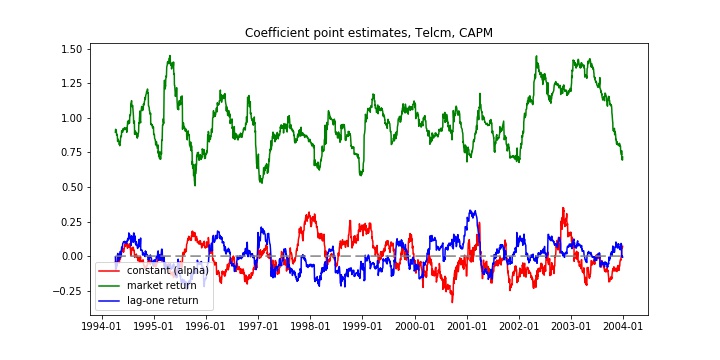 Coefficient point estimates, Telcm, CAPM
1.50
1.25
1.00
0.75
0.50
0.25
0.00
−0.25
constant (alpha)
market return
lag-one return
1994-01 1995-01 1996-01 1997-01 1998-01 1999-01 2000-01 2001-01 2002-01 2003-01 2004-01